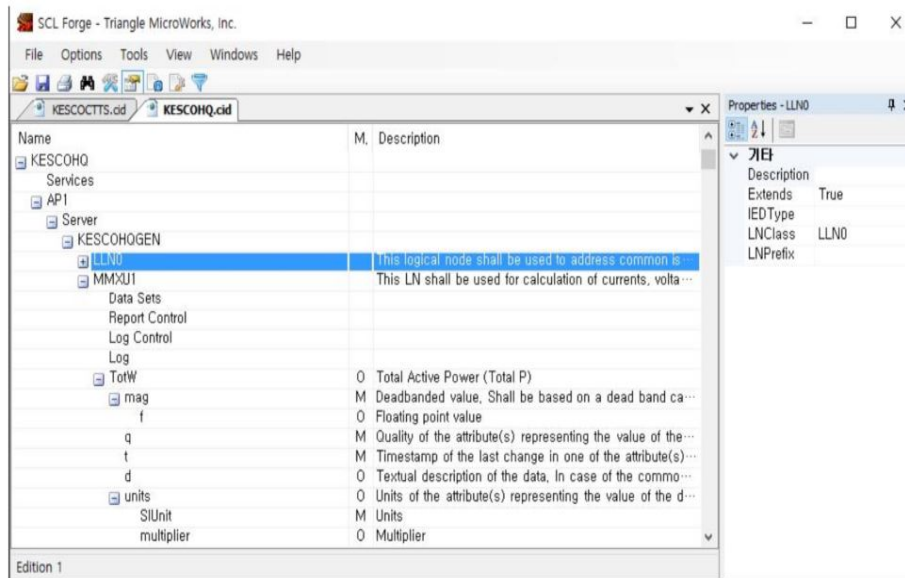 SCL Forge - Triangle MicroWorks, Inc.
File Options Tools View Windows Help
KESCOCTTS.cid KESCOHQ.cid
Name M, Description
KESCOHQ
Services
AP1
Server
KESCOHQGEN
LLN0 This logical node shall be used to address common is···
MMXU1 This LN shall be used for calculation of currents, volta···
Data Sets
Report Control
Log Control
Log
TotW O Total Active Power (Total P)
mag M Deadbanded value, Shall be based on a dead band ca···
f O Floating point value
q M Quality of the attribute(s) representing the value of the···
t M Timestamp of the last change in one of the attribute(s)···
d O Textual description of the data, In case of the commo···
units O Units of the attribute(s) representing the value of the d···
SIUnit M Units
multiplier O Multiplier
Edition 1
Properties - LLN0
기타
Description
Extends True
IEDType
LNClass LLN0
LNPrefix